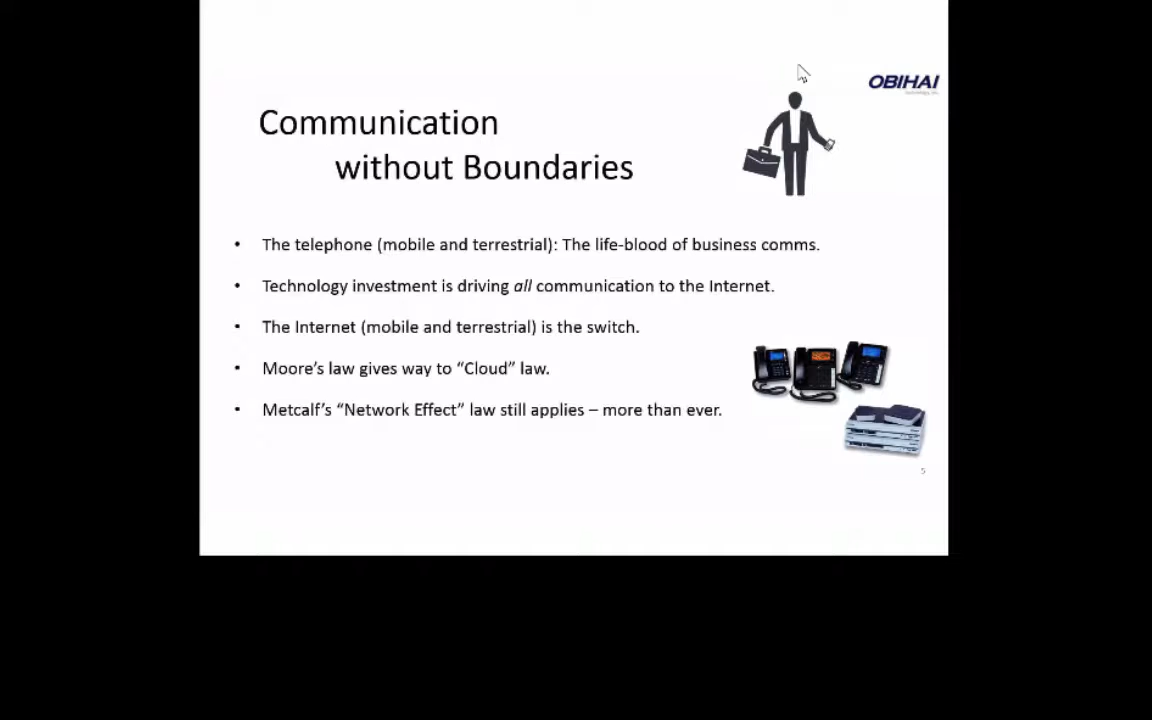 OBIHAI
Communication
without Boundaries
• The telephone (mobile and terrestrial): The life-blood of business comms.
• Technology investment is driving all communication to the Internet.
• The Internet (mobile and terrestrial) is the switch.
• Moore's law gives way to “Cloud” law.
• Metcalf's “Network Effect” law still applies – more than ever.
5